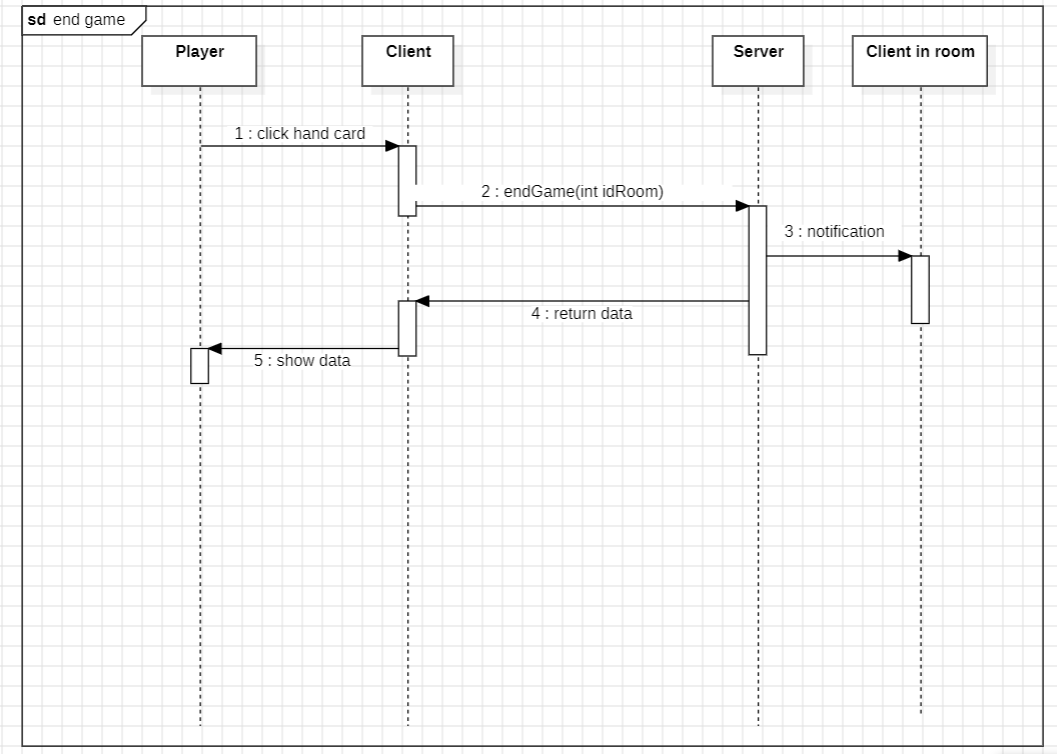 sd end game
Player
Client
Server
Client in room
1 : click hand card
2 : endGame(int idRoom)
3 : notification
4 : return data
5 : show data